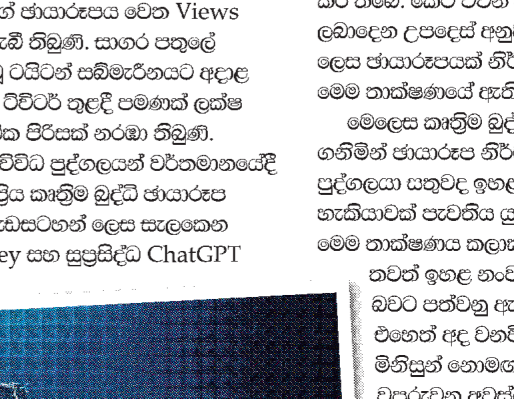 ග් ඡායාරූපය වෙත Views
ැබී තිබුණි. සාගර පතුලේ
ූ ටයිටන් සබ්මැරීනයට අදාළ
ට්විටර් තුළදී පමණක් ලක්ෂ
ික පිරිසක් නරඹා තිබුණි.
විවිධ පුද්ගලයන් වර්තමානයේදී
ප්‍රිය කෘත්‍රිම බුද්ධි ඡායාරූප
ැඩසටහන් ලෙස සැලකෙන
ey සහ සුප්‍රසිද්ධ ChatGPT
ලබාදෙන උපදෙස් අනු
ලෙස ඡායාරූපයක් නිර්
මෙම තාක්ෂණයේ ඇති
මෙලෙස කෘත්‍රිම බුද්
ගනිමින් ඡායාරූප නිර්
පුද්ගලයා සතුවද ඉහළ
හැකියාවක් පැවතිය යු
මෙම තාක්ෂණය කලා
තවත් ඉහළ නංව
බවට පත්වනු ඇ
එහෙත් අද වනවි
මිනිසුන් නොමඟ